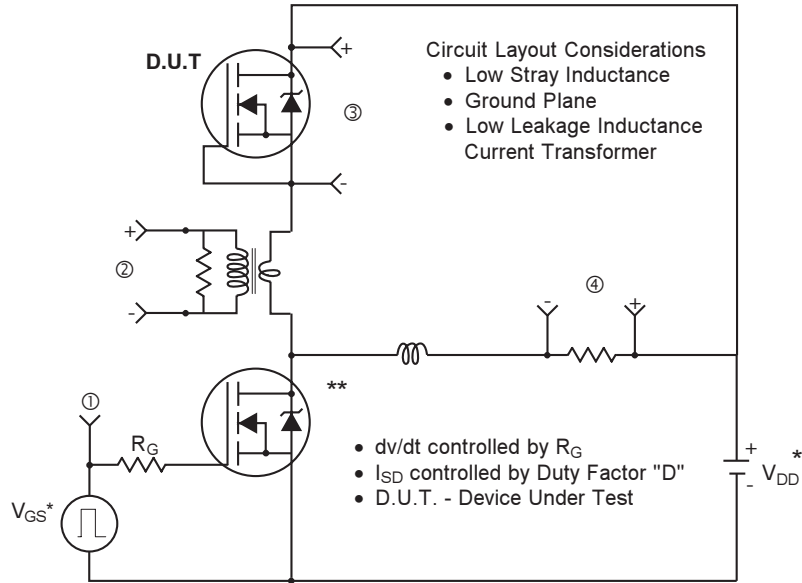 D.U.T
+
-
③
Circuit Layout Considerations
• Low Stray Inductance
• Ground Plane
• Low Leakage Inductance
Current Transformer
+
②
-
-
④
+
**
①
RG
VGS*
• dv/dt controlled by RG
• ISD controlled by Duty Factor "D"
• D.U.T. - Device Under Test
+
-
VDD*